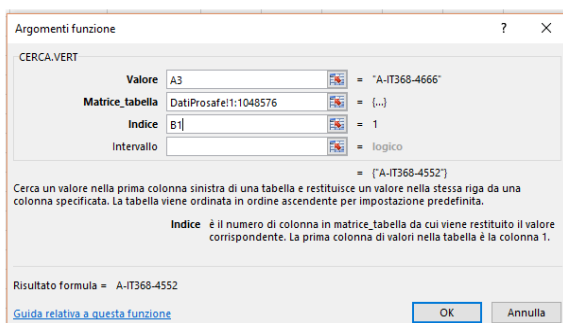 Argomenti funzione ? ×
CERCA.VERT
Valore A3 = "A-IT368-4666"
Matrice_tabella DatiProsafe!1:1048576 = {...}
Indice B1 = 1
Intervallo = logico
= {"A-IT368-4552"}
Cerca un valore nella prima colonna sinistra di una tabella e restituisce un valore nella stessa riga da una
colonna specificata. La tabella viene ordinata in ordine ascendente per impostazione predefinita.
Indice è il numero di colonna in matrice_tabella da cui viene restituito il valore
corrispondente. La prima colonna di valori nella tabella è la colonna 1.
Risultato formula = A-IT368-4552
Guida relativa a questa funzione OK Annulla